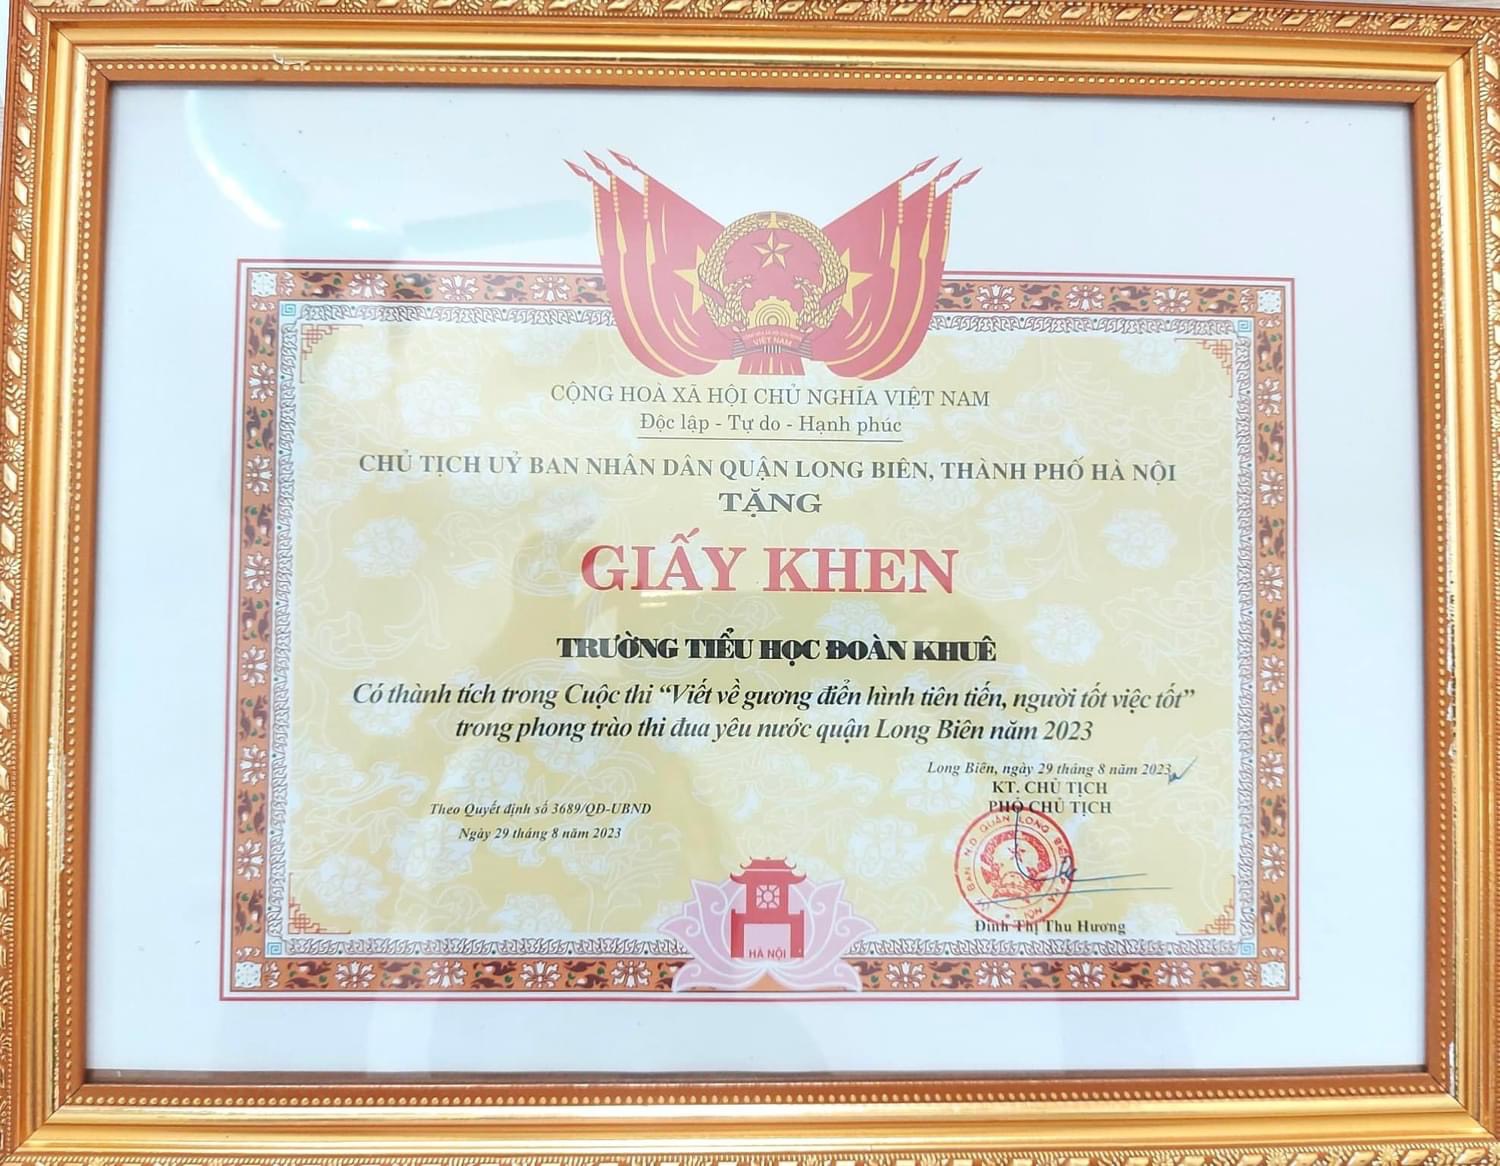 VIỆT NAM
CỘNG HOÀ XÃ HỘI CHỦ NGHĨA VIỆT NAM
Độc lập - Tự do - Hạnh phúc
CHỦ TỊCH UỶ BAN NHÂN DÂN QUẬN LONG BIÊN, THÀNH PHỐ HÀ NỘI
TẶNG
GIẤY KHEN
TRƯỜNG TIỂU HỌC ĐOÀN KHUÊ
Có thành tích trong Cuộc thi “Viết về gương điển hình tiên tiến, người tốt việc tốt”
trong phong trào thi đua yêu nước quận Long Biên năm 2023
Long Biên, ngày 29 tháng 8 năm 2023
KT. CHỦ TỊCH
PHÓ CHỦ TỊCH
Theo Quyết định số 3689/QĐ-UBND
Ngày 29 tháng 8 năm 2023
QUẬN LONG BIÊN
Đinh Thị Thu Hương
HÀ NỘI